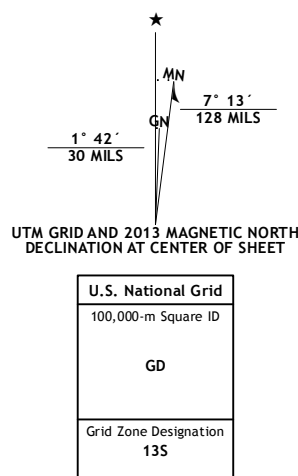 ★
MN
7° 13´
128 MILS
GN
1° 42´
30 MILS
UTM GRID AND 2013 MAGNETIC NORTH
DECLINATION AT CENTER OF SHEET
U.S. National Grid
100,000-m Square ID
GD
Grid Zone Designation
13S